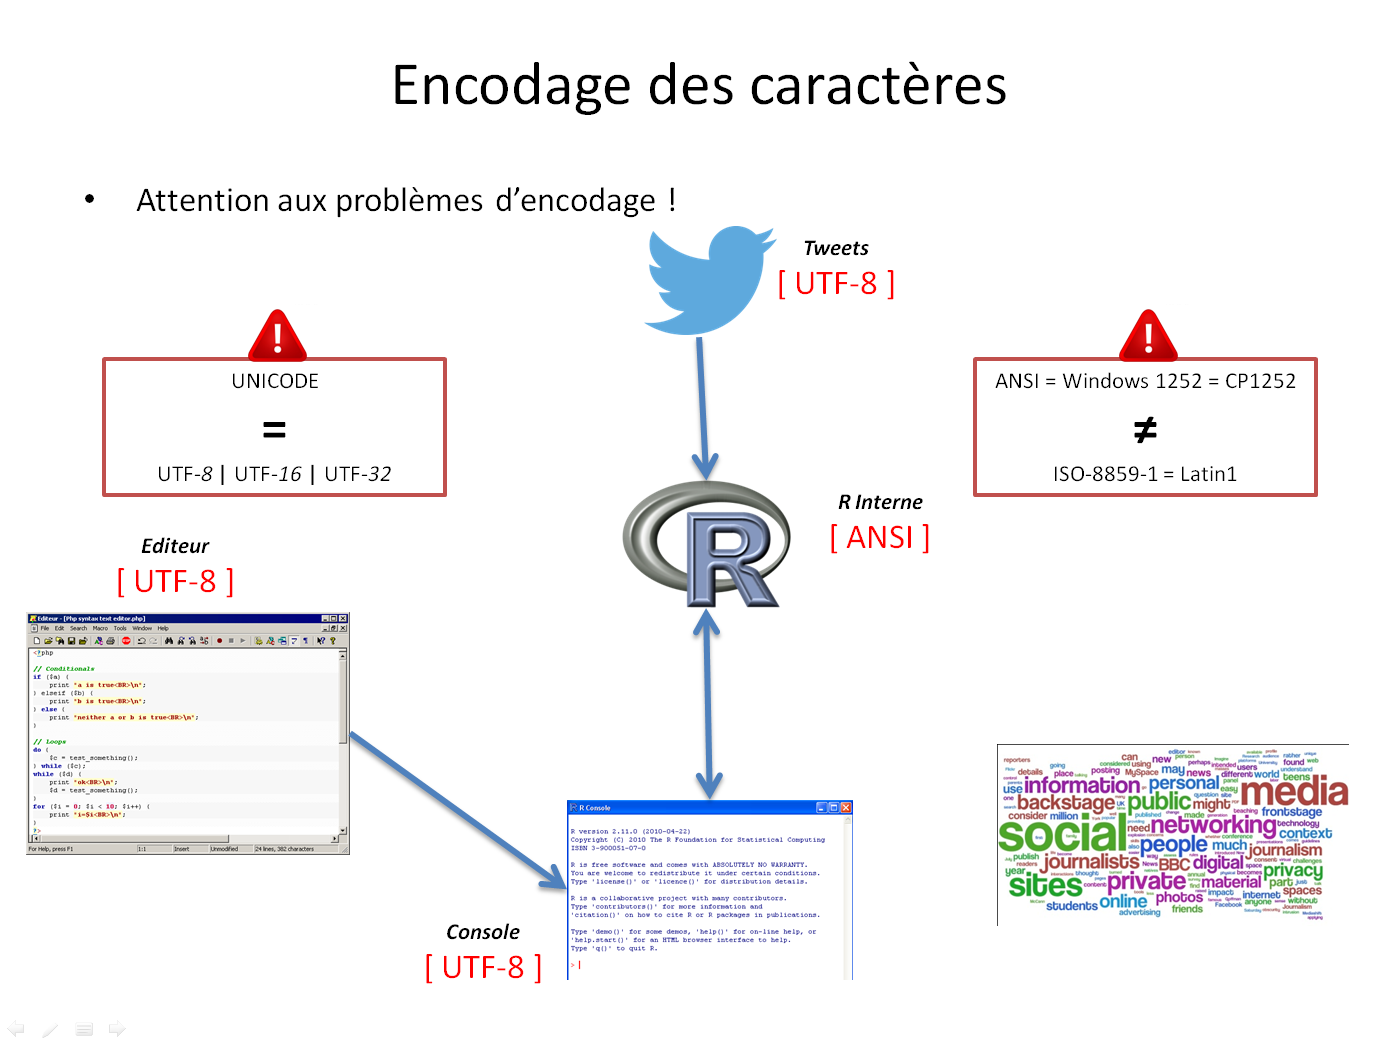 Encodage des caractères
• Attention aux problèmes d’encodage !
Tweets
[ UTF-8 ]
UNICODE
=
UTF-8 | UTF-16 | UTF-32
ANSI = Windows 1252 = CP1252
≠
ISO-8859-1 = Latin1
R Interne
[ ANSI ]
Editeur
[ UTF-8 ]
Editeur - [Php syntax text editor.php]
File Edit Search Macro Tools Window Help
<?php
// Conditionals
if ($a) {
print "a is true<BR>\n";
} elseif ($b) {
print "b is true<BR>\n";
} else {
print "neither a or b is true<BR>\n";
}
// Loops
do {
$c = test_something();
} while ($c);
while ($d) {
print "ok<BR>\n";
$d = test_something();
}
for ($i = 0; $i < 10; $i++) {
print "i=$i<BR>\n";
}
?>
For Help, press F1 1:1 Insert Unmodified 24 lines, 382 characters
Console
[ UTF-8 ]
R Console
R version 2.11.0 (2010-04-22)
Copyright (C) 2010 The R Foundation for Statistical Computing
ISBN 3-900051-07-0
R is free software and comes with ABSOLUTELY NO WARRANTY.
You are welcome to redistribute it under certain conditions.
Type 'license()' or 'licence()' for distribution details.
R is a collaborative project with many contributors.
Type 'contributors()' for more information and
'citation()' on how to cite R or R packages in publications.
Type 'demo()' for some demos, 'help()' for on-line help, or
'help.start()' for an HTML browser interface to help.
Type 'q()' to quit R.
>
reporters can new editor person rather
details going considered using perhaps intended users found web
place posting MySpace may news different world teens understand
use information personal easy media
one backstage public might question site frontstage
consider million made teaching technology
social need networking context
also people much journalism
publish journalists way News BBC digital privacy
year sites content private material part just spaces
students online photos impact internet anyone without
advertising friends Facebook